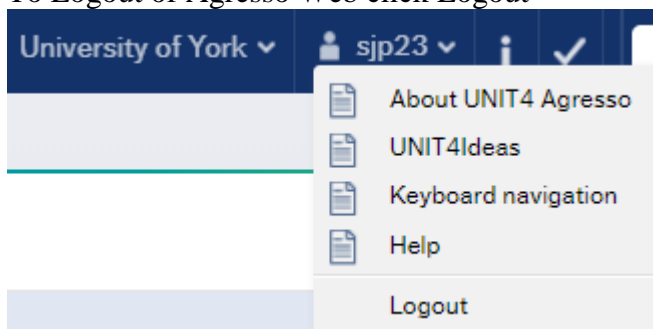 To Logout of Agresso Web click Logout
University of York sjp23 i
About UNIT4 Agresso
UNIT4Ideas
Keyboard navigation
Help
Logout